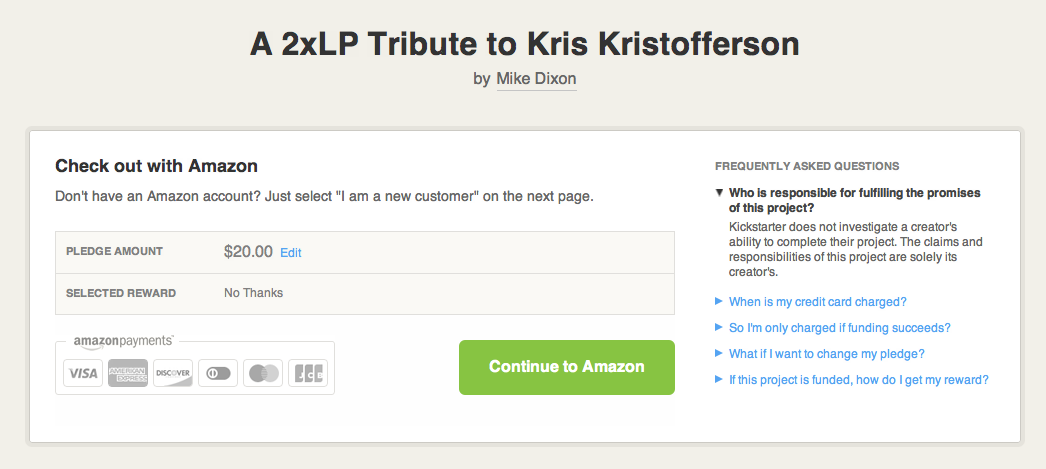 A 2xLP Tribute to Kris Kristofferson
by Mike Dixon
Check out with Amazon
Don't have an Amazon account? Just select "I am a new customer" on the next page.
PLEDGE AMOUNT $20.00 Edit
SELECTED REWARD No Thanks
amazonpayments™
VISA AMERICAN EXPRESS DISCOVER JCB
Continue to Amazon
FREQUENTLY ASKED QUESTIONS
Who is responsible for fulfilling the promises
of this project?
Kickstarter does not investigate a creator's
ability to complete their project. The claims and
responsibilities of this project are solely its
creator's.
When is my credit card charged?
So I'm only charged if funding succeeds?
What if I want to change my pledge?
If this project is funded, how do I get my reward?